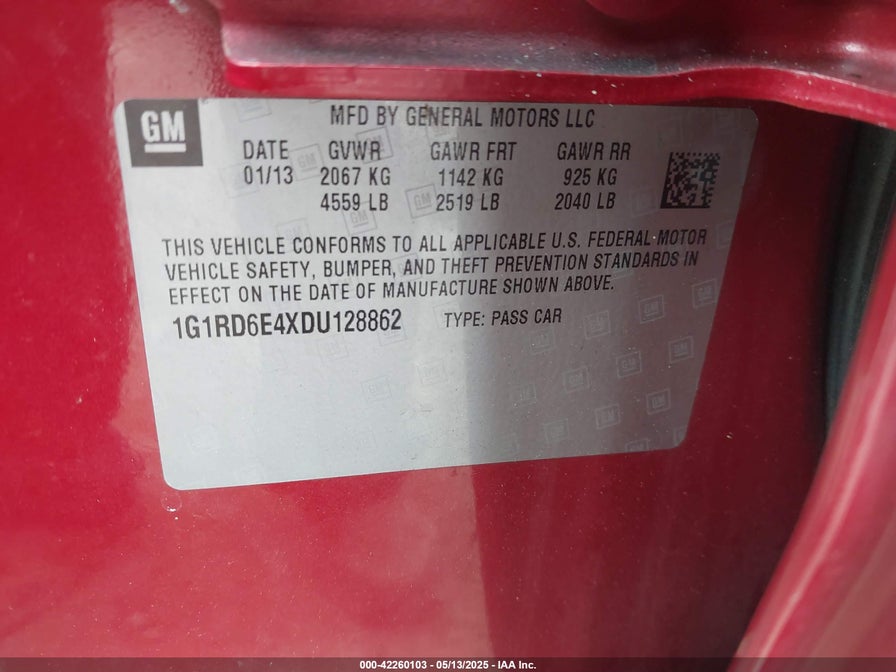 GM
MFD BY GENERAL MOTORS LLC
DATE GVWR GAWR FRT GAWR RR
01/13 2067 KG 1142 KG 925 KG
4559 LB 2519 LB 2040 LB
THIS VEHICLE CONFORMS TO ALL APPLICABLE U.S. FEDERAL MOTOR
VEHICLE SAFETY, BUMPER, AND THEFT PREVENTION STANDARDS IN
EFFECT ON THE DATE OF MANUFACTURE SHOWN ABOVE.
1G1RD6E4XDU128862 TYPE: PASS CAR
000-42260103 - 05/13/2025 - IAA Inc.